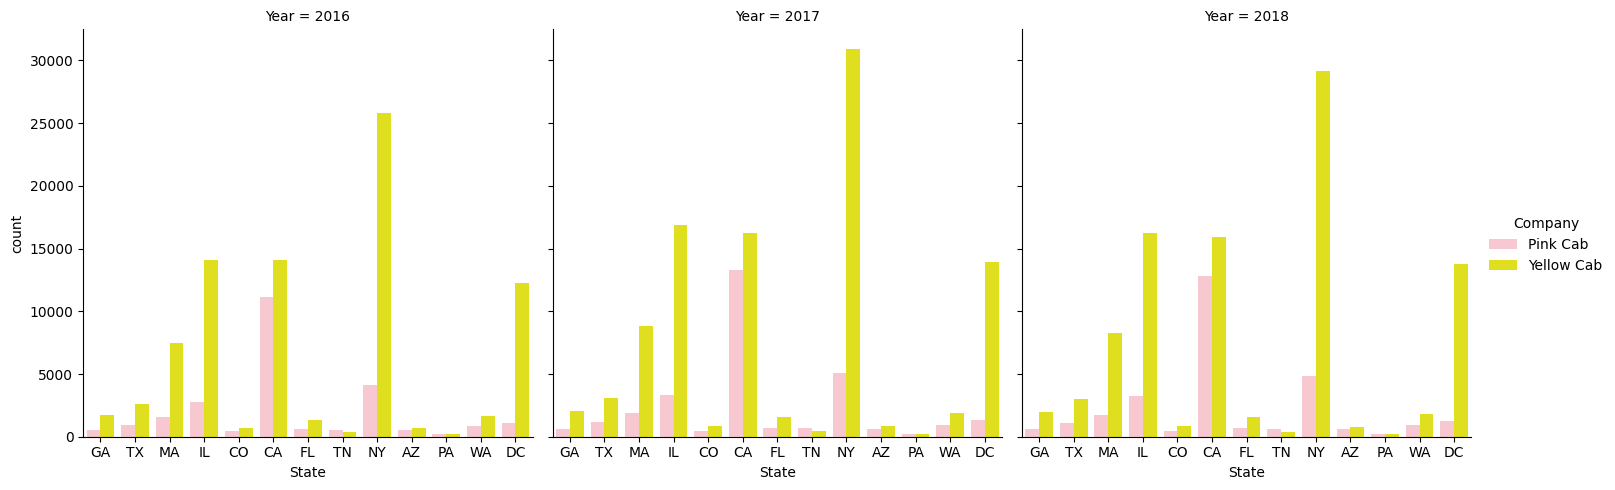 Year = 2016 Year = 2017 Year = 2018
30000
25000
20000
15000
10000
5000
0
count
GA TX MA IL CO CA FL TN NY AZ PA WA DC
State
GA TX MA IL CO CA FL TN NY AZ PA WA DC
State
GA TX MA IL CO CA FL TN NY AZ PA WA DC
State
Company
Pink Cab
Yellow Cab